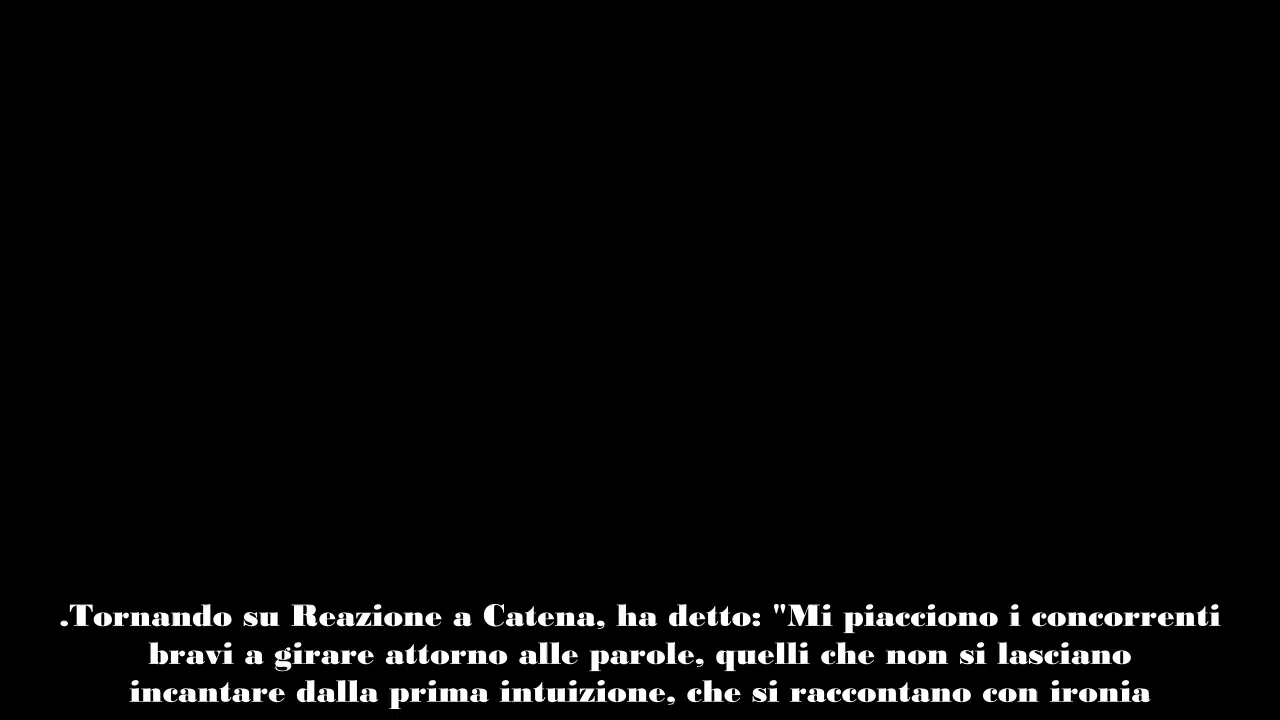 .Tornando su Reazione a Catena, ha detto: "Mi piacciono i concorrenti
bravi a girare attorno alle parole, quelli che non si lasciano
incantare dalla prima intuizione, che si raccontano con ironia